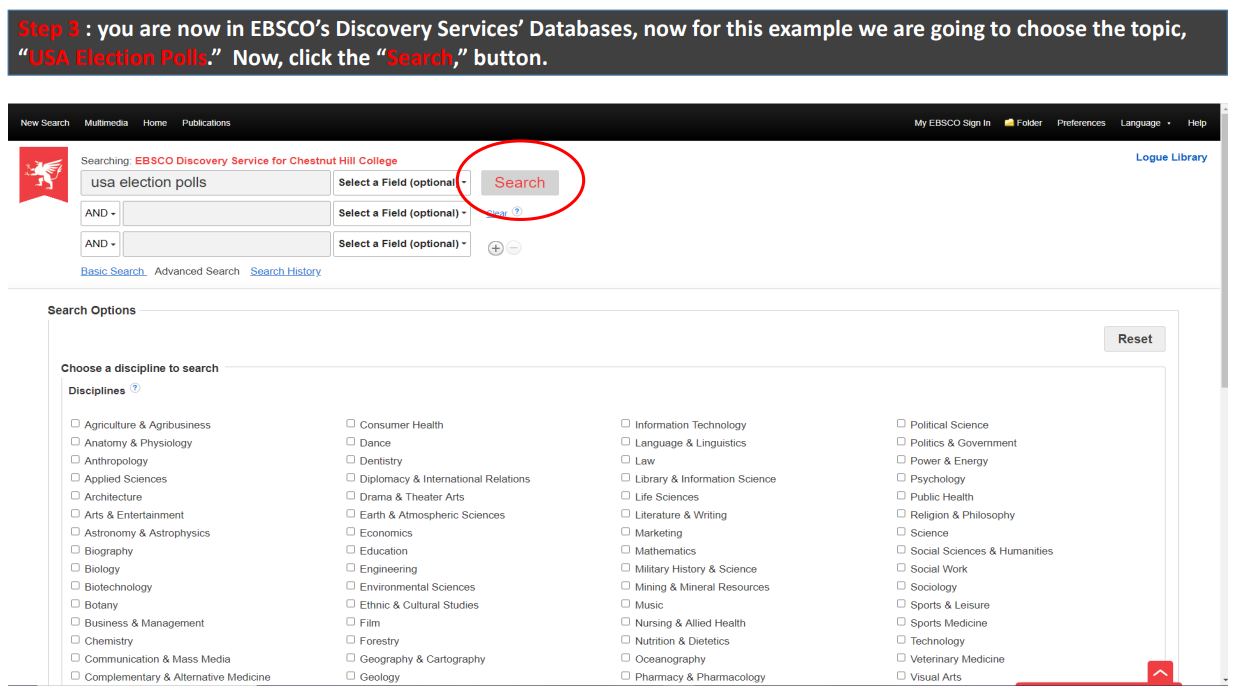 Step 3 : you are now in EBSCO’s Discovery Services’ Databases, now for this example we are going to choose the topic,
“USA Election Polls.” Now, click the “Search,” button.
New Search Multimedia Home Publications My EBSCO Sign In Folder Preferences Language Help
Searching: EBSCO Discovery Service for Chestnut Hill College Logue Library
usa election polls Select a Field (optional) Search
AND Select a Field (optional) Clear ?
AND Select a Field (optional) + −
Basic Search Advanced Search Search History
Search Options
Reset
Choose a discipline to search
Disciplines ?
Agriculture & Agribusiness Consumer Health Information Technology Political Science
Anatomy & Physiology Dance Language & Linguistics Politics & Government
Anthropology Dentistry Law Power & Energy
Applied Sciences Diplomacy & International Relations Library & Information Science Psychology
Architecture Drama & Theater Arts Life Sciences Public Health
Arts & Entertainment Earth & Atmospheric Sciences Literature & Writing Religion & Philosophy
Astronomy & Astrophysics Economics Marketing Science
Biography Education Mathematics Social Sciences & Humanities
Biology Engineering Military History & Science Social Work
Biotechnology Environmental Sciences Mining & Mineral Resources Sociology
Botany Ethnic & Cultural Studies Music Sports & Leisure
Business & Management Film Nursing & Allied Health Sports Medicine
Chemistry Forestry Nutrition & Dietetics Technology
Communication & Mass Media Geography & Cartography Oceanography Veterinary Medicine
Complementary & Alternative Medicine Geology Pharmacy & Pharmacology Visual Arts